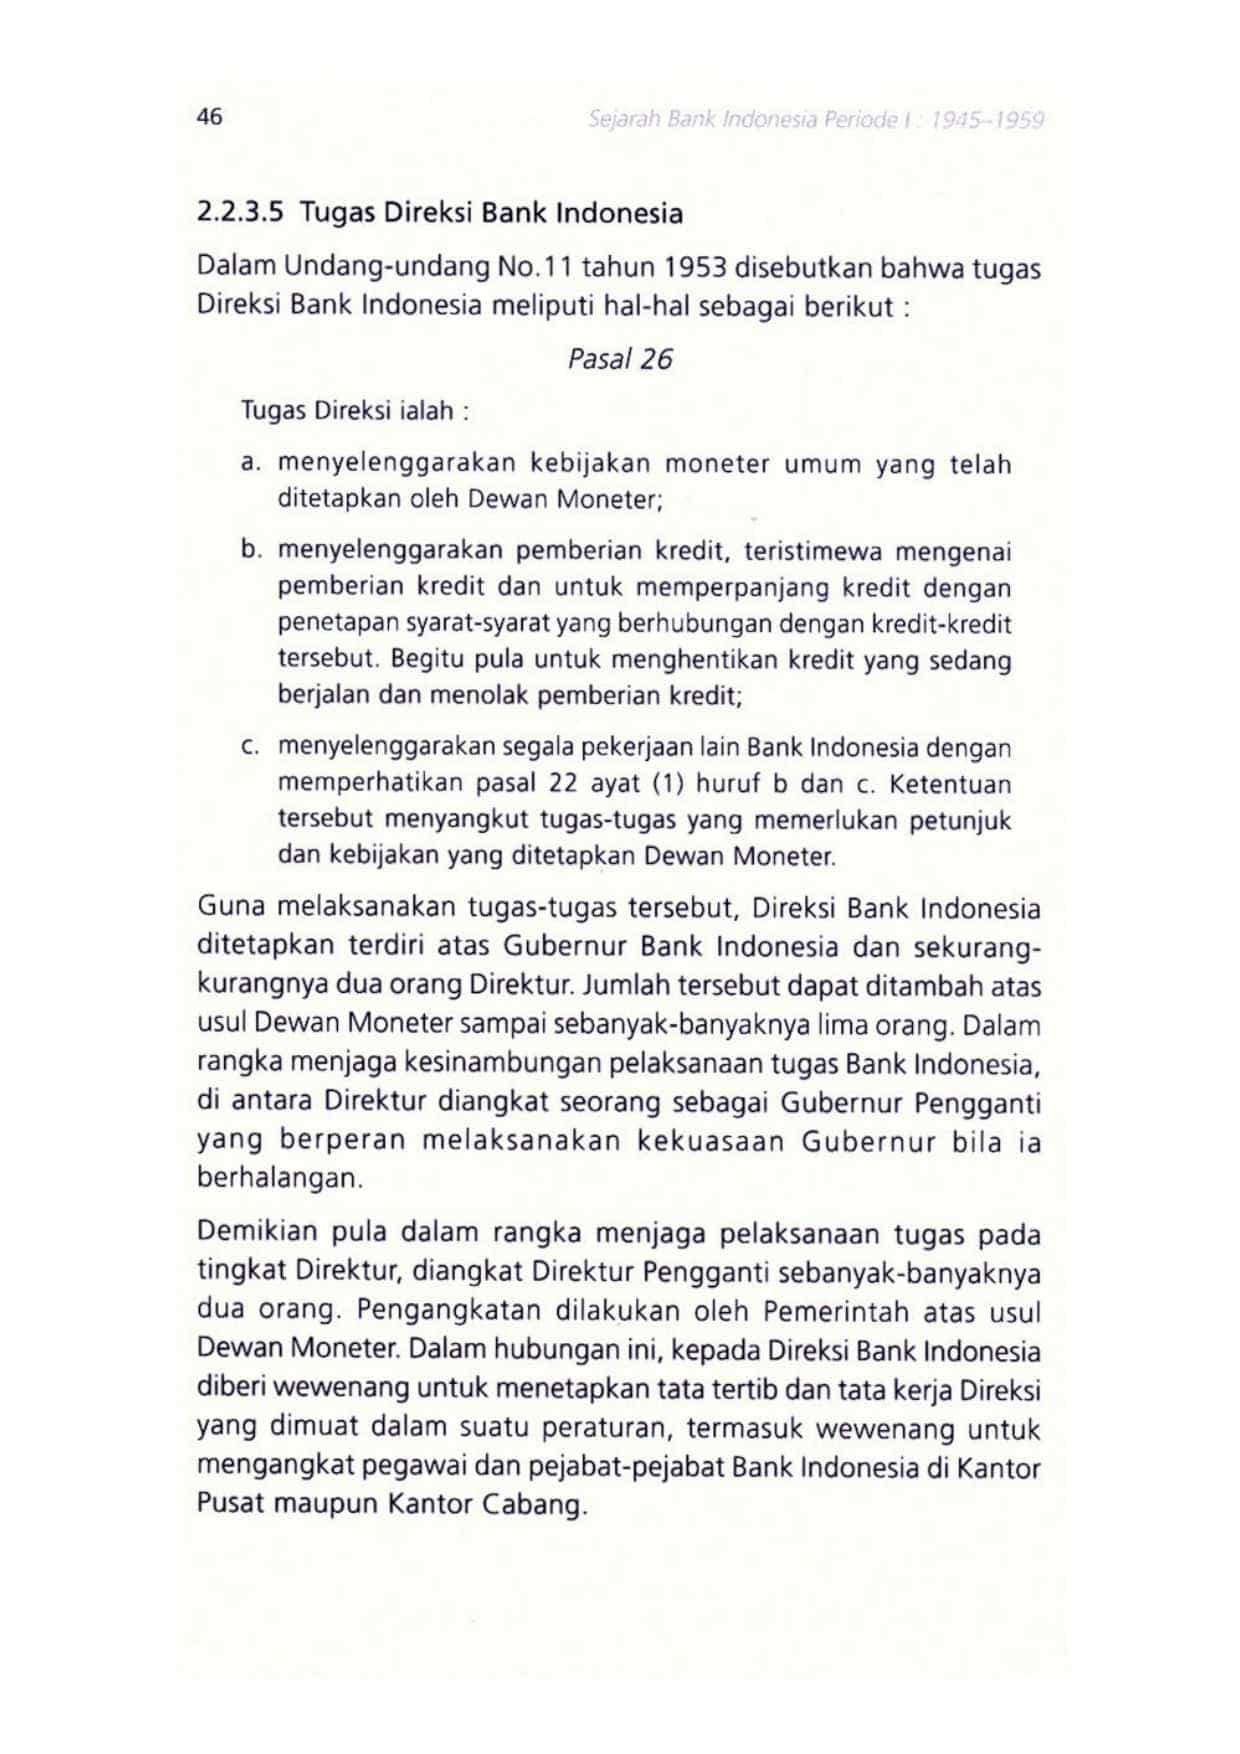 46
Sejarah Bank Indonesia Periode I : 1945–1959
2.2.3.5 Tugas Direksi Bank Indonesia
Dalam Undang-undang No.11 tahun 1953 disebutkan bahwa tugas
Direksi Bank Indonesia meliputi hal-hal sebagai berikut :
Pasal 26
Tugas Direksi ialah :
a. menyelenggarakan kebijakan moneter umum yang telah
ditetapkan oleh Dewan Moneter;
b. menyelenggarakan pemberian kredit, teristimewa mengenai
pemberian kredit dan untuk memperpanjang kredit dengan
penetapan syarat-syarat yang berhubungan dengan kredit-kredit
tersebut. Begitu pula untuk menghentikan kredit yang sedang
berjalan dan menolak pemberian kredit;
c. menyelenggarakan segala pekerjaan lain Bank Indonesia dengan
memperhatikan pasal 22 ayat (1) huruf b dan c. Ketentuan
tersebut menyangkut tugas-tugas yang memerlukan petunjuk
dan kebijakan yang ditetapkan Dewan Moneter.
Guna melaksanakan tugas-tugas tersebut, Direksi Bank Indonesia
ditetapkan terdiri atas Gubernur Bank Indonesia dan sekurang-
kurangnya dua orang Direktur. Jumlah tersebut dapat ditambah atas
usul Dewan Moneter sampai sebanyak-banyaknya lima orang. Dalam
rangka menjaga kesinambungan pelaksanaan tugas Bank Indonesia,
di antara Direktur diangkat seorang sebagai Gubernur Pengganti
yang berperan melaksanakan kekuasaan Gubernur bila ia
berhalangan.
Demikian pula dalam rangka menjaga pelaksanaan tugas pada
tingkat Direktur, diangkat Direktur Pengganti sebanyak-banyaknya
dua orang. Pengangkatan dilakukan oleh Pemerintah atas usul
Dewan Moneter. Dalam hubungan ini, kepada Direksi Bank Indonesia
diberi wewenang untuk menetapkan tata tertib dan tata kerja Direksi
yang dimuat dalam suatu peraturan, termasuk wewenang untuk
mengangkat pegawai dan pejabat-pejabat Bank Indonesia di Kantor
Pusat maupun Kantor Cabang.